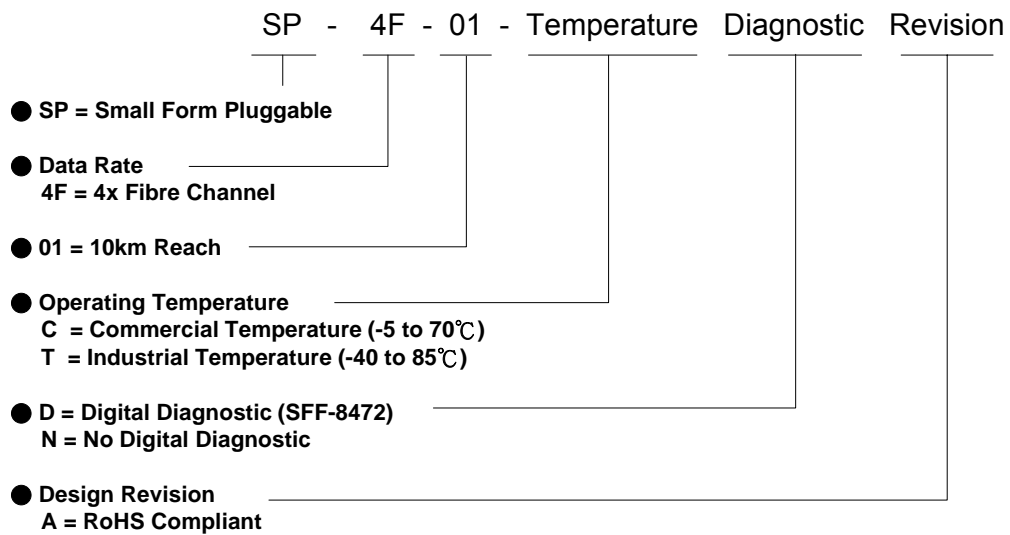 SP - 4F - 01 - Temperature Diagnostic Revision
● SP = Small Form Pluggable
● Data Rate
4F = 4x Fibre Channel
● 01 = 10km Reach
● Operating Temperature
C = Commercial Temperature (-5 to 70℃)
T = Industrial Temperature (-40 to 85℃)
● D = Digital Diagnostic (SFF-8472)
N = No Digital Diagnostic
● Design Revision
A = RoHS Compliant